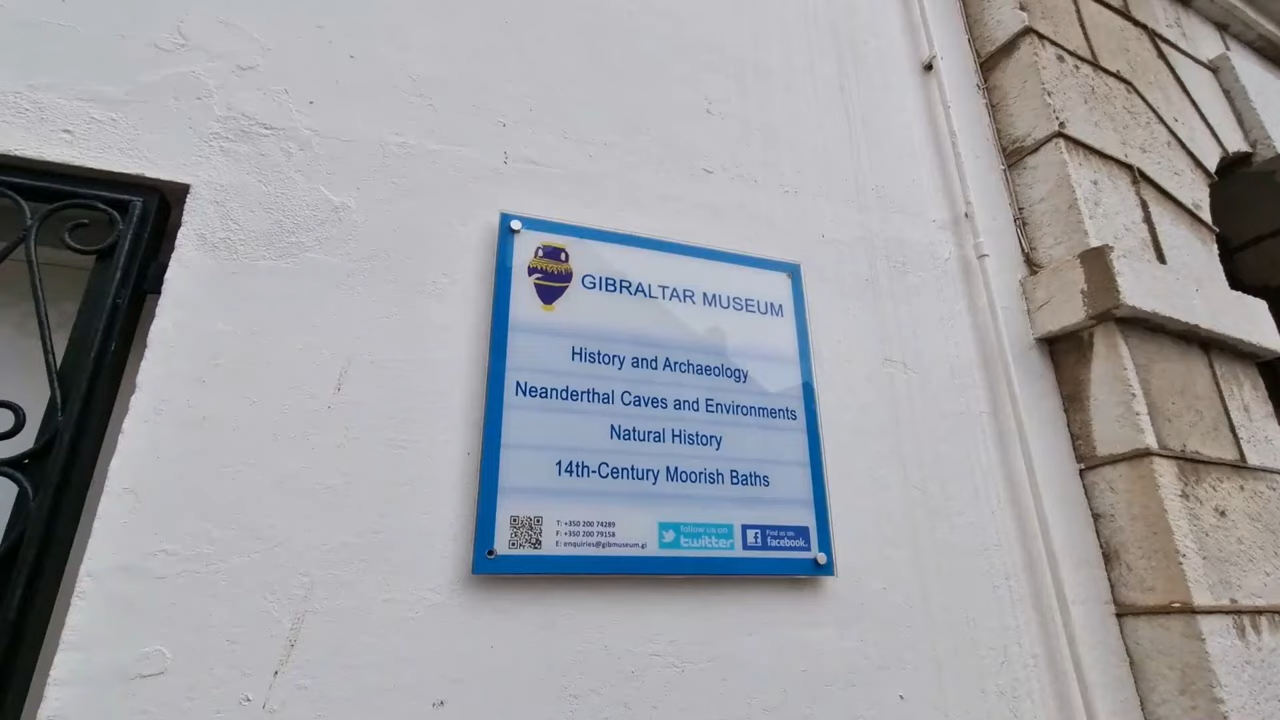 GIBRALTAR MUSEUM
History and Archaeology
Neanderthal Caves and Environments
Natural History
14th-Century Moorish Baths
T: +350 200 74289
F: +350 200 79158
E: enquiries@gibmuseum.gi
follow us on
twitter
Find us on:
facebook.